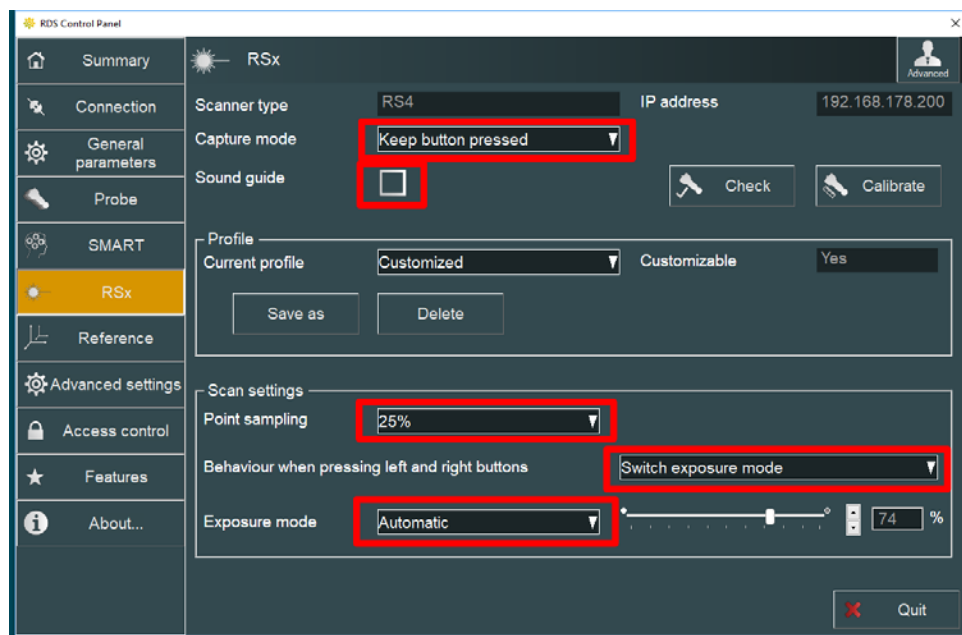 RDS Control Panel
Summary
Connection
General
parameters
Probe
SMART
RSx
Reference
Advanced settings
Access control
Features
About...
RSx
Advanced
Scanner type
RS4
IP address
192.168.178.200
Capture mode
Keep button pressed
Sound guide
Check
Calibrate
Profile
Current profile
Customized
Customizable
Yes
Save as
Delete
Scan settings
Point sampling
25%
Behaviour when pressing left and right buttons
Switch exposure mode
Exposure mode
Automatic
74 %
Quit